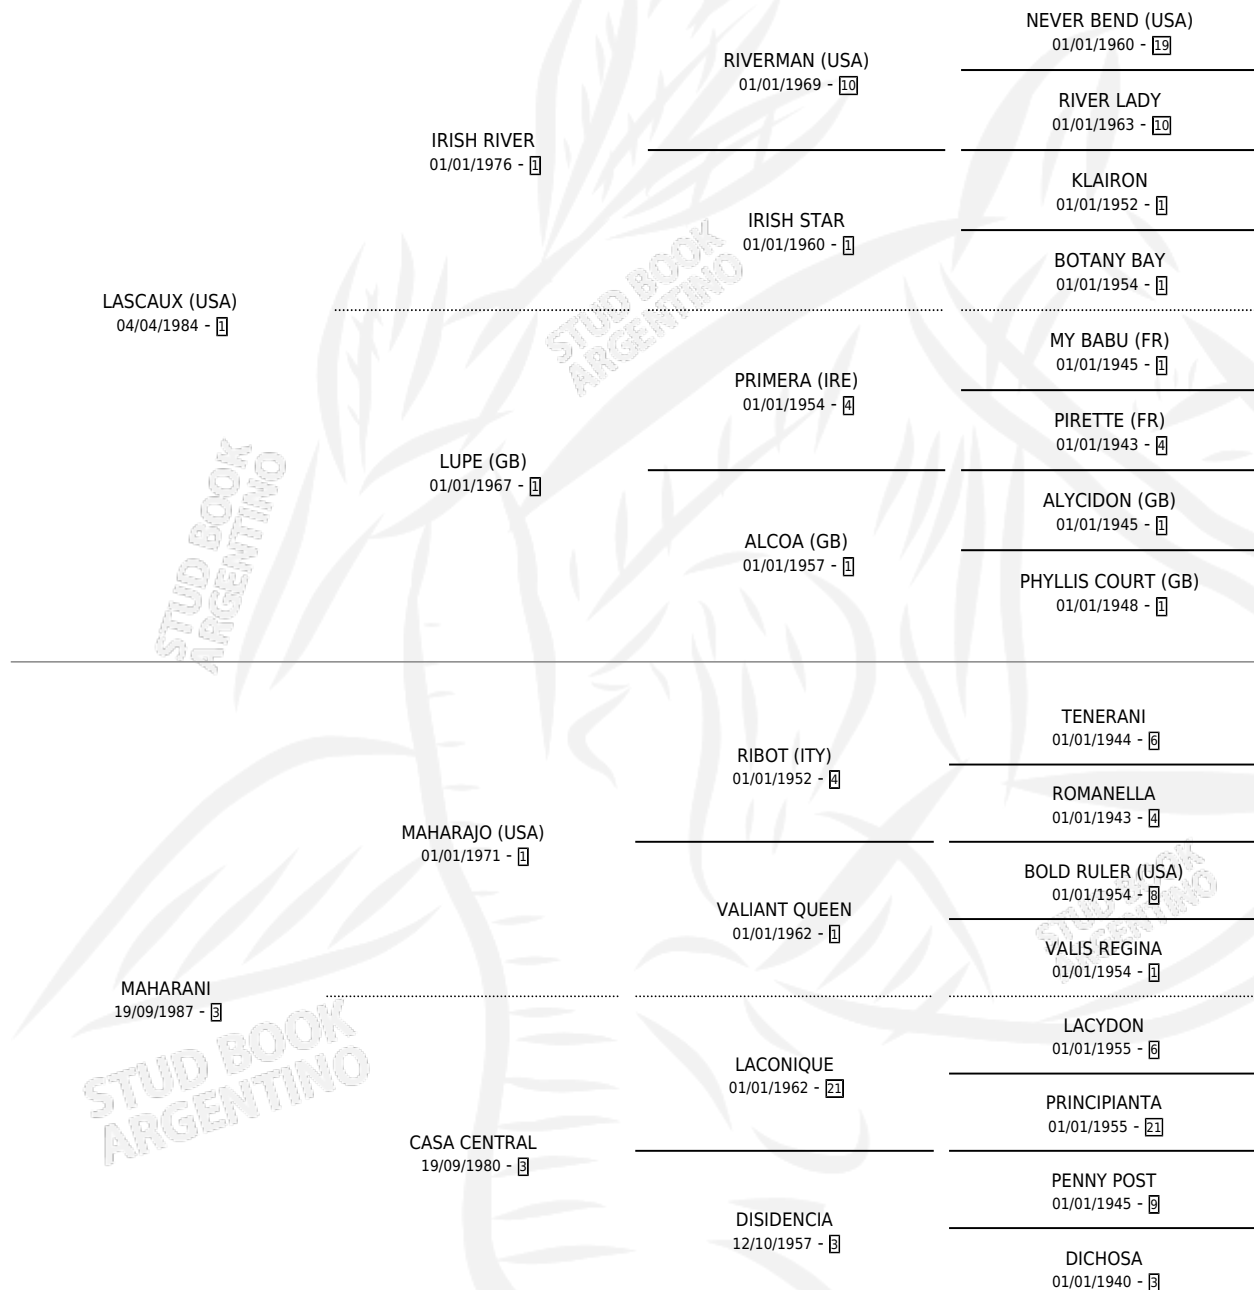 NEVER BEND (USA)
01/01/1960 - 19
RIVERMAN (USA)
01/01/1969 - 10
RIVER LADY
01/01/1963 - 10
IRISH RIVER
01/01/1976 - 1
KLAIRON
01/01/1952 - 1
IRISH STAR
01/01/1960 - 1
BOTANY BAY
01/01/1954 - 1
LASCAUX (USA)
04/04/1984 - 1
MY BABU (FR)
01/01/1945 - 1
PRIMERA (IRE)
01/01/1954 - 4
PIRETTE (FR)
01/01/1943 - 4
LUPE (GB)
01/01/1967 - 1
ALYCIDON (GB)
01/01/1945 - 1
ALCOA (GB)
01/01/1957 - 1
PHYLLIS COURT (GB)
01/01/1948 - 1
STUD BOOK
ARGENTINO
STUD BOOK
ARGENTINO
TENERANI
01/01/1944 - 6
RIBOT (ITY)
01/01/1952 - 4
ROMANELLA
01/01/1943 - 4
MAHARAJO (USA)
01/01/1971 - 1
BOLD RULER (USA)
01/01/1954 - 8
VALIANT QUEEN
01/01/1962 - 1
VALIS REGINA
01/01/1954 - 1
STUD BOOK
ARGENTINO
MAHARANI
19/09/1987 - 3
LACYDON
01/01/1955 - 6
LACONIQUE
01/01/1962 - 21
PRINCIPIANTA
01/01/1955 - 21
CASA CENTRAL
19/09/1980 - 3
PENNY POST
01/01/1945 - 9
DISIDENCIA
12/10/1957 - 3
DICHOSA
01/01/1940 - 3
STUD BOOK
ARGENTINO